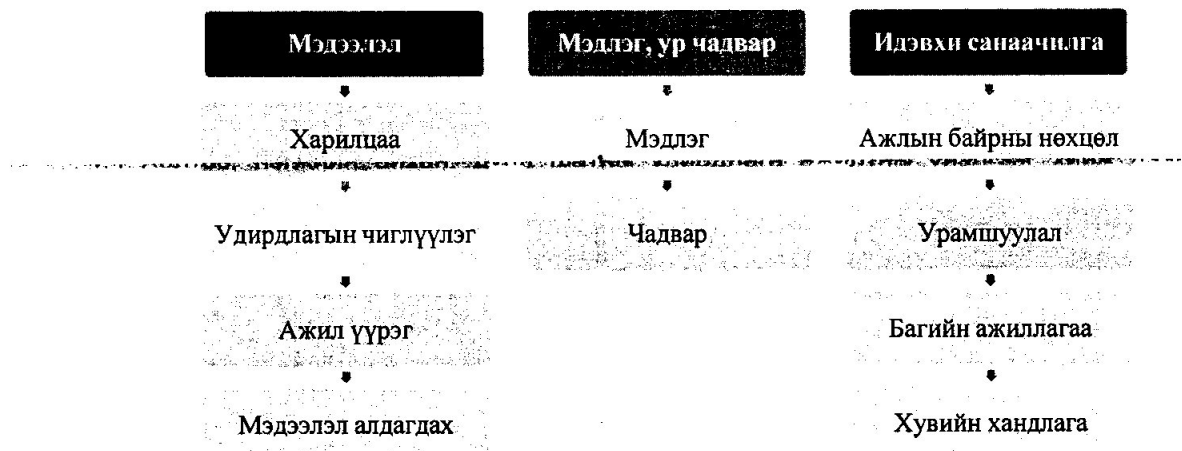 Мэдээлэл
Мэдлэг, ур чадвар
Идэвхи санаачилга
Харилцаа
Мэдлэг
Ажлын байрны нөхцөл
Удирдлагын чиглүүлэг
Чадвар
Урамшуулал
Ажил үүрэг
Багийн ажиллагаа
Мэдээлэл алдагдах
Хувийн хандлага